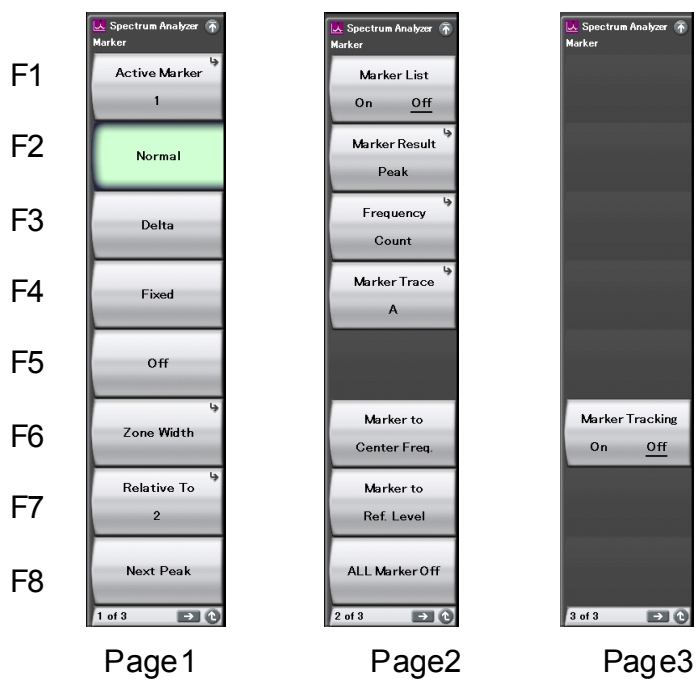 F1
F2
F3
F4
F5
F6
F7
F8
Spectrum Analyzer
Marker
Active Marker
1
Normal
Delta
Fixed
Off
Zone Width
Relative To
2
Next Peak
1 of 3
Page1
Spectrum Analyzer
Marker
Marker List
On Off
Marker Result
Peak
Frequency
Count
Marker Trace
A
Marker to
Center Freq.
Marker to
Ref. Level
ALL Marker Off
2 of 3
Page2
Spectrum Analyzer
Marker
Marker Tracking
On Off
3 of 3
Page3